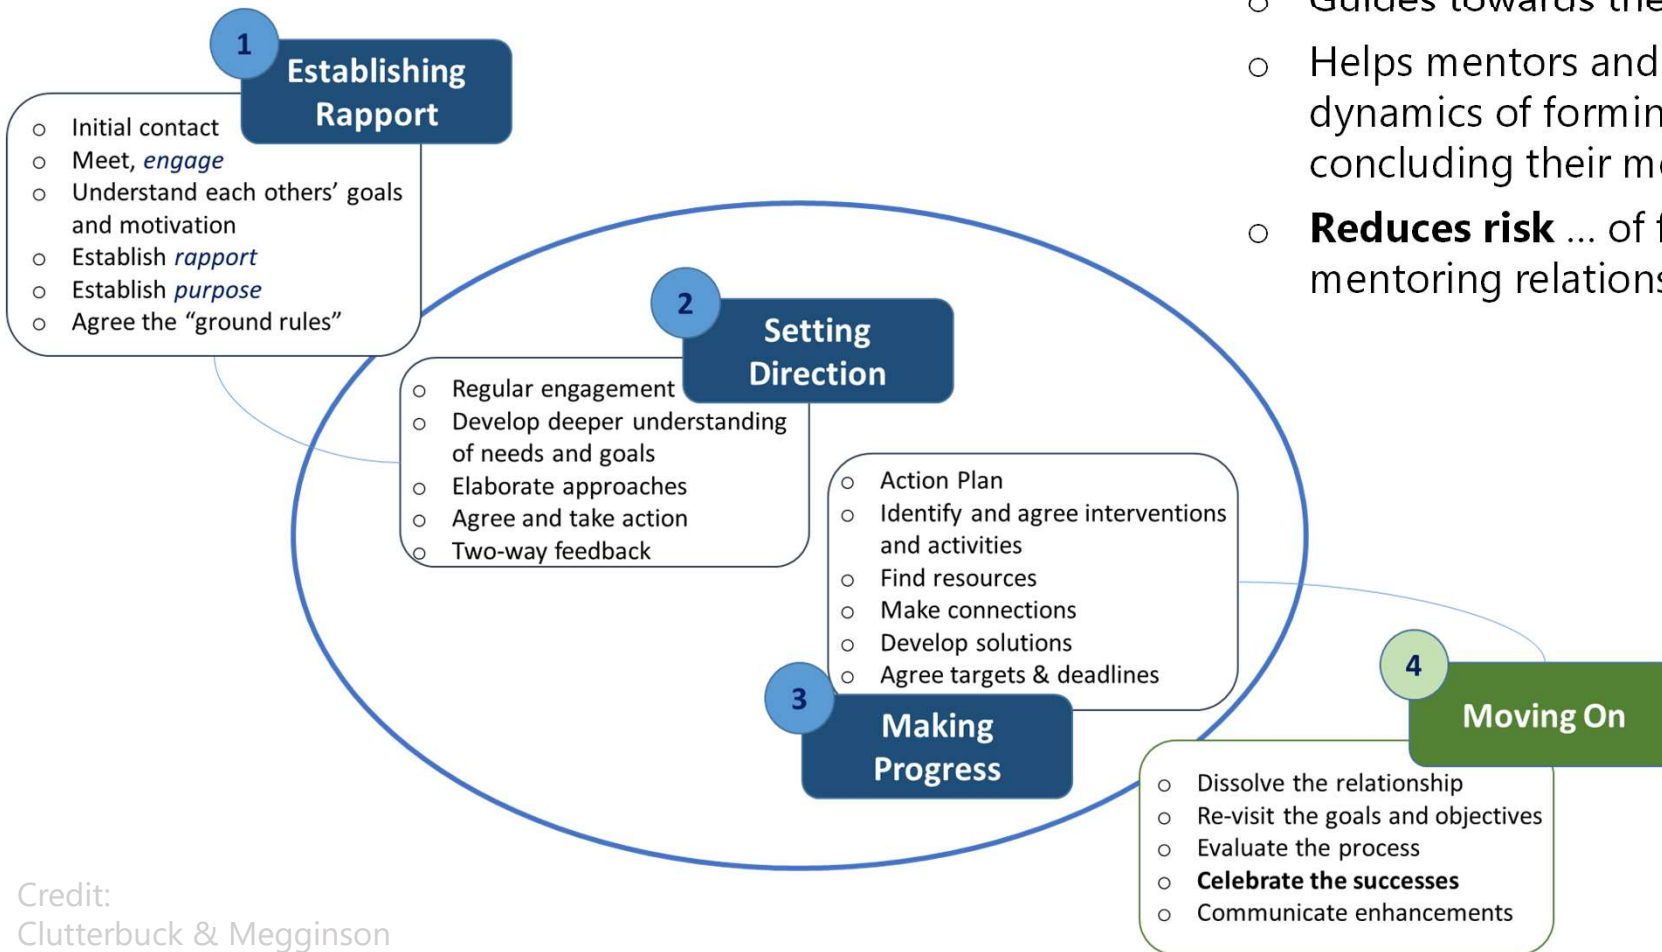 1
Establishing
Rapport
o Initial contact
o Meet, engage
o Understand each others’ goals
and motivation
o Establish rapport
o Establish purpose
o Agree the “ground rules”
2
Setting
Direction
o Regular engagement
o Develop deeper understanding
of needs and goals
o Elaborate approaches
o Agree and take action
o Two-way feedback
o Action Plan
o Identify and agree interventions
and activities
o Find resources
o Make connections
o Develop solutions
o Agree targets & deadlines
3
Making
Progress
4
Moving On
o Dissolve the relationship
o Re-visit the goals and objectives
o Evaluate the process
o Celebrate the successes
o Communicate enhancements
o Guides towards the
o Helps mentors and
dynamics of
concluding their
o Reduces risk ... of
mentoring
Credit:
Clutterbuck & Megginson